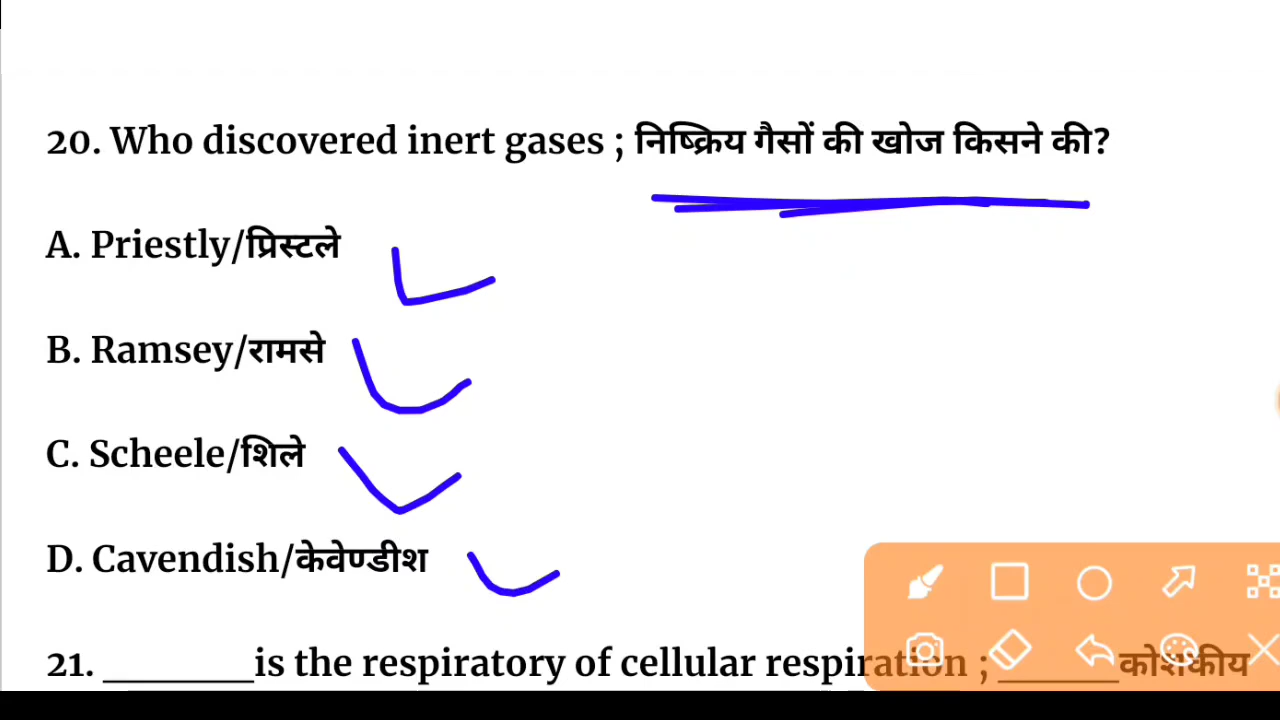 20. Who discovered inert gases ; निष्क्रिय गैसों की खोज किसने की?
A. Priestly/प्रिस्टले
B. Ramsey/रामसे
C. Scheele/शिले
D. Cavendish/केवेण्डीश
21. ________is the respiratory of cellular respiration ; ______कोशकीय